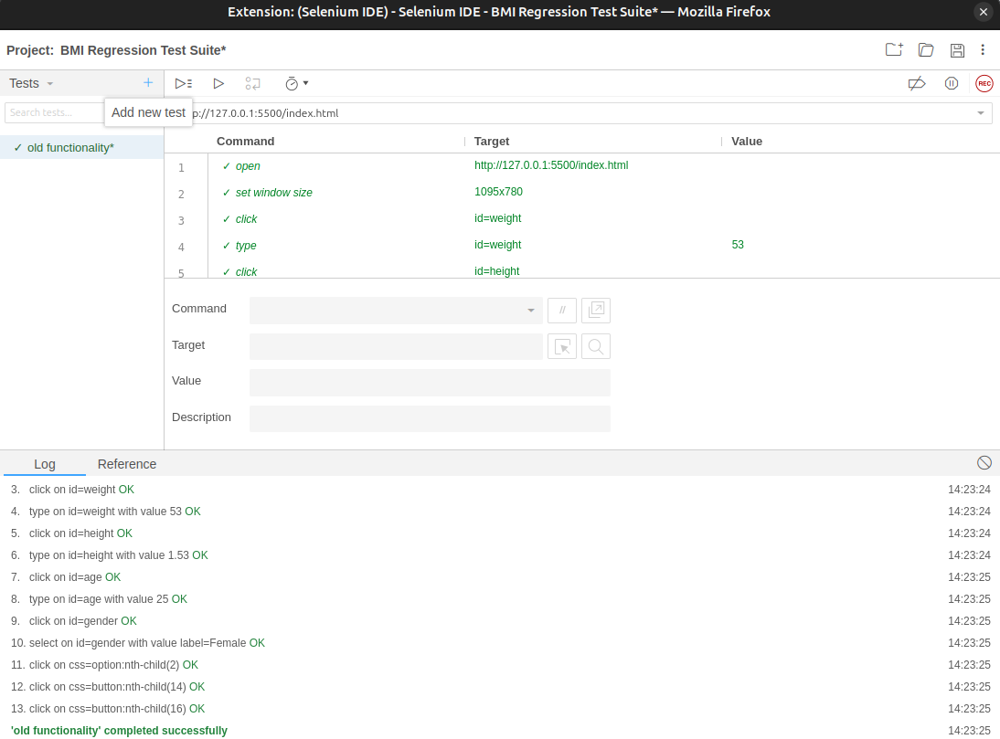 Extension: (Selenium IDE) - Selenium IDE - BMI Regression Test Suite* — Mozilla Firefox
Project: BMI Regression Test Suite*
Tests
Search tests...
Add new test
p://127.0.0.1:5500/index.html
REC
✓ old functionality*
Command Target Value
1 ✓ open http://127.0.0.1:5500/index.html
2 ✓ set window size 1095x780
3 ✓ click id=weight
4 ✓ type id=weight 53
5 ✓ click id=height
Command //
Target
Value
Description
Log Reference
3. click on id=weight OK 14:23:24
4. type on id=weight with value 53 OK 14:23:24
5. click on id=height OK 14:23:24
6. type on id=height with value 1.53 OK 14:23:24
7. click on id=age OK 14:23:25
8. type on id=age with value 25 OK 14:23:25
9. click on id=gender OK 14:23:25
10. select on id=gender with value label=Female OK 14:23:25
11. click on css=option:nth-child(2) OK 14:23:25
12. click on css=button:nth-child(14) OK 14:23:25
13. click on css=button:nth-child(16) OK 14:23:25
'old functionality' completed successfully 14:23:25